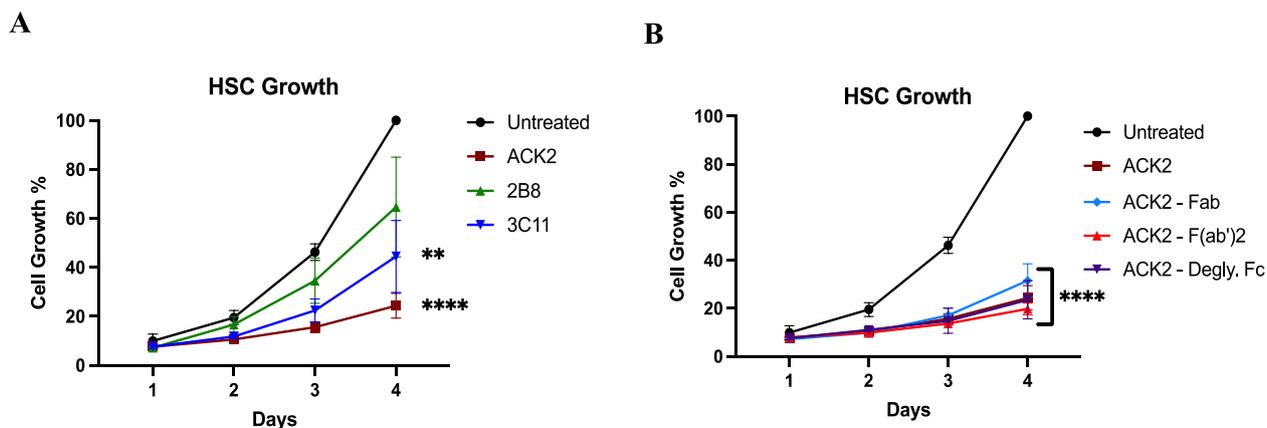 A
HSC Growth
Cell Growth %
100
80
60
40
20
0
1 2 3 4
Days
Untreated
ACK2
2B8
3C11
**
****
B
HSC Growth
Cell Growth %
100
80
60
40
20
0
1 2 3 4
Days
Untreated
ACK2
ACK2 - Fab
ACK2 - F(ab')2
ACK2 - Degly. Fc
****